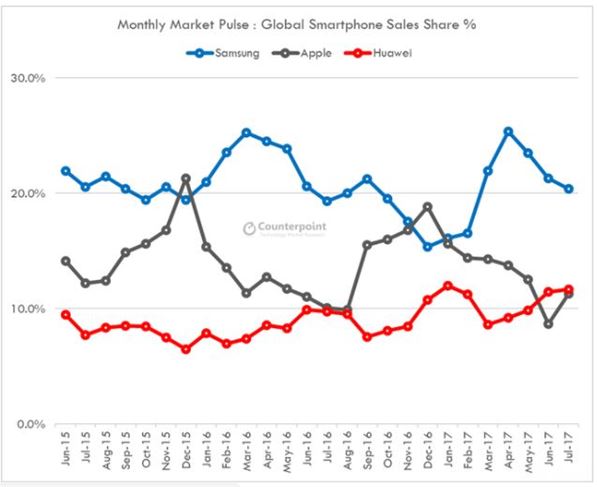 Monthly Market Pulse : Global Smartphone Sales Share %
Samsung Apple Huawei
30.0%
20.0%
10.0%
0.0%
Counterpoint
Technology Market Research
Jun-15 Jul-15 Aug-15 Sep-15 Oct-15 Nov-15 Dec-15 Jan-16 Feb-16 Mar-16 Apr-16 May-16 Jun-16 Jul-16 Aug-16 Sep-16 Oct-16 Nov-16 Dec-16 Jan-17 Feb-17 Mar-17 Apr-17 May-17 Jun-17 Jul-17